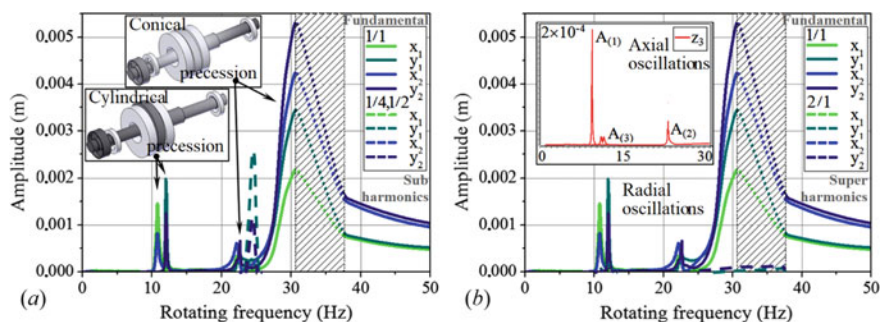 Conical
precession
Cylindrical
precession
Fundamental
1/1
x1
y1
x2
y2
1/4,1/2
x1
y1
x2
y2
Sub
harmonics
Amplitude (m)
0.005
0.004
0.003
0.002
0.001
0.000
0 10 20 30 40 50
(a) Rotating frequency (Hz)
2×10-4
A(1)
z3
Axial
oscillations
A(3)
A(2)
1 15 30
Radial
oscillations
Fundamental
1/1
x1
y1
x2
y2
2/1
x1
y1
x2
y2
Super
harmonics
Amplitude (m)
0.005
0.004
0.003
0.002
0.001
0.000
0 10 20 30 40 50
(b) Rotating frequency (Hz)